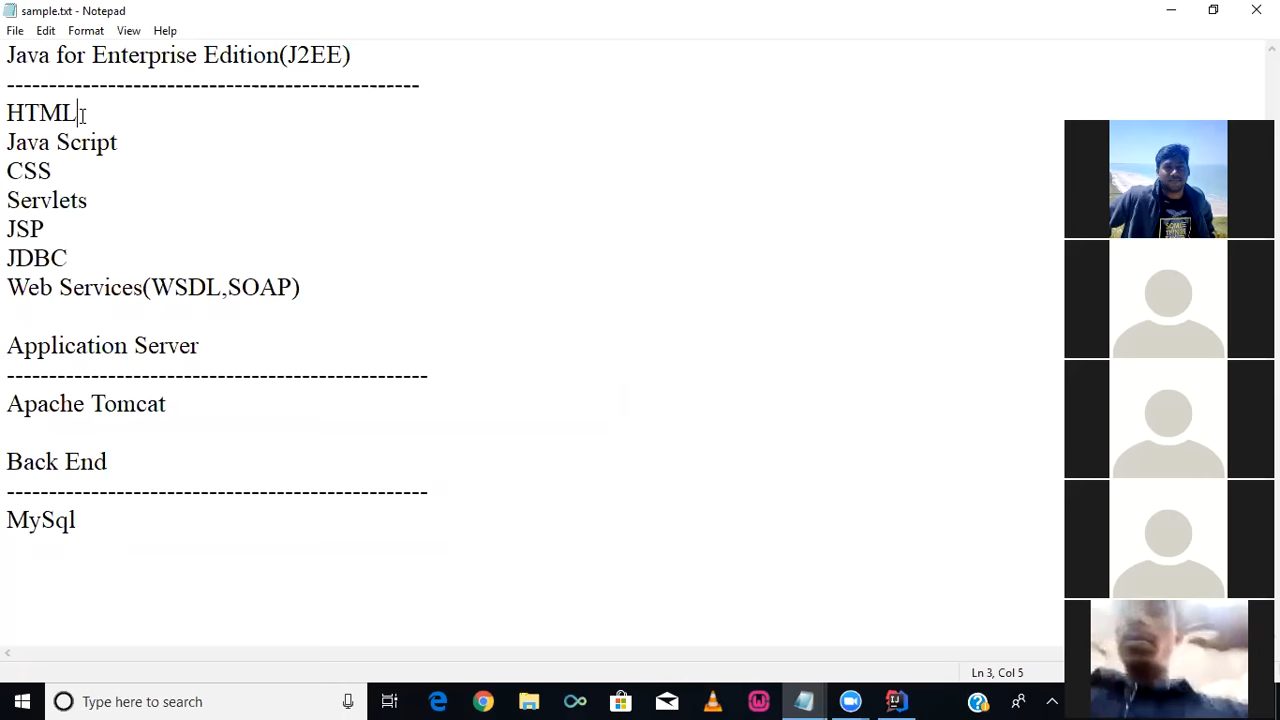 sample.txt - Notepad
File Edit Format View Help
Java for Enterprise Edition(J2EE)
-------------------------------------------------
HTML
Java Script
CSS
Servlets
JSP
JDBC
Web Services(WSDL,SOAP)
Application Server
--------------------------------------------------
Apache Tomcat
Back End
--------------------------------------------------
MySql
Ln 3, Col 5
Type here to search